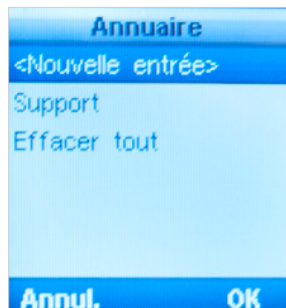 Annuaire
<Nouvelle entrée>
Support
Effacer tout
Annul. OK